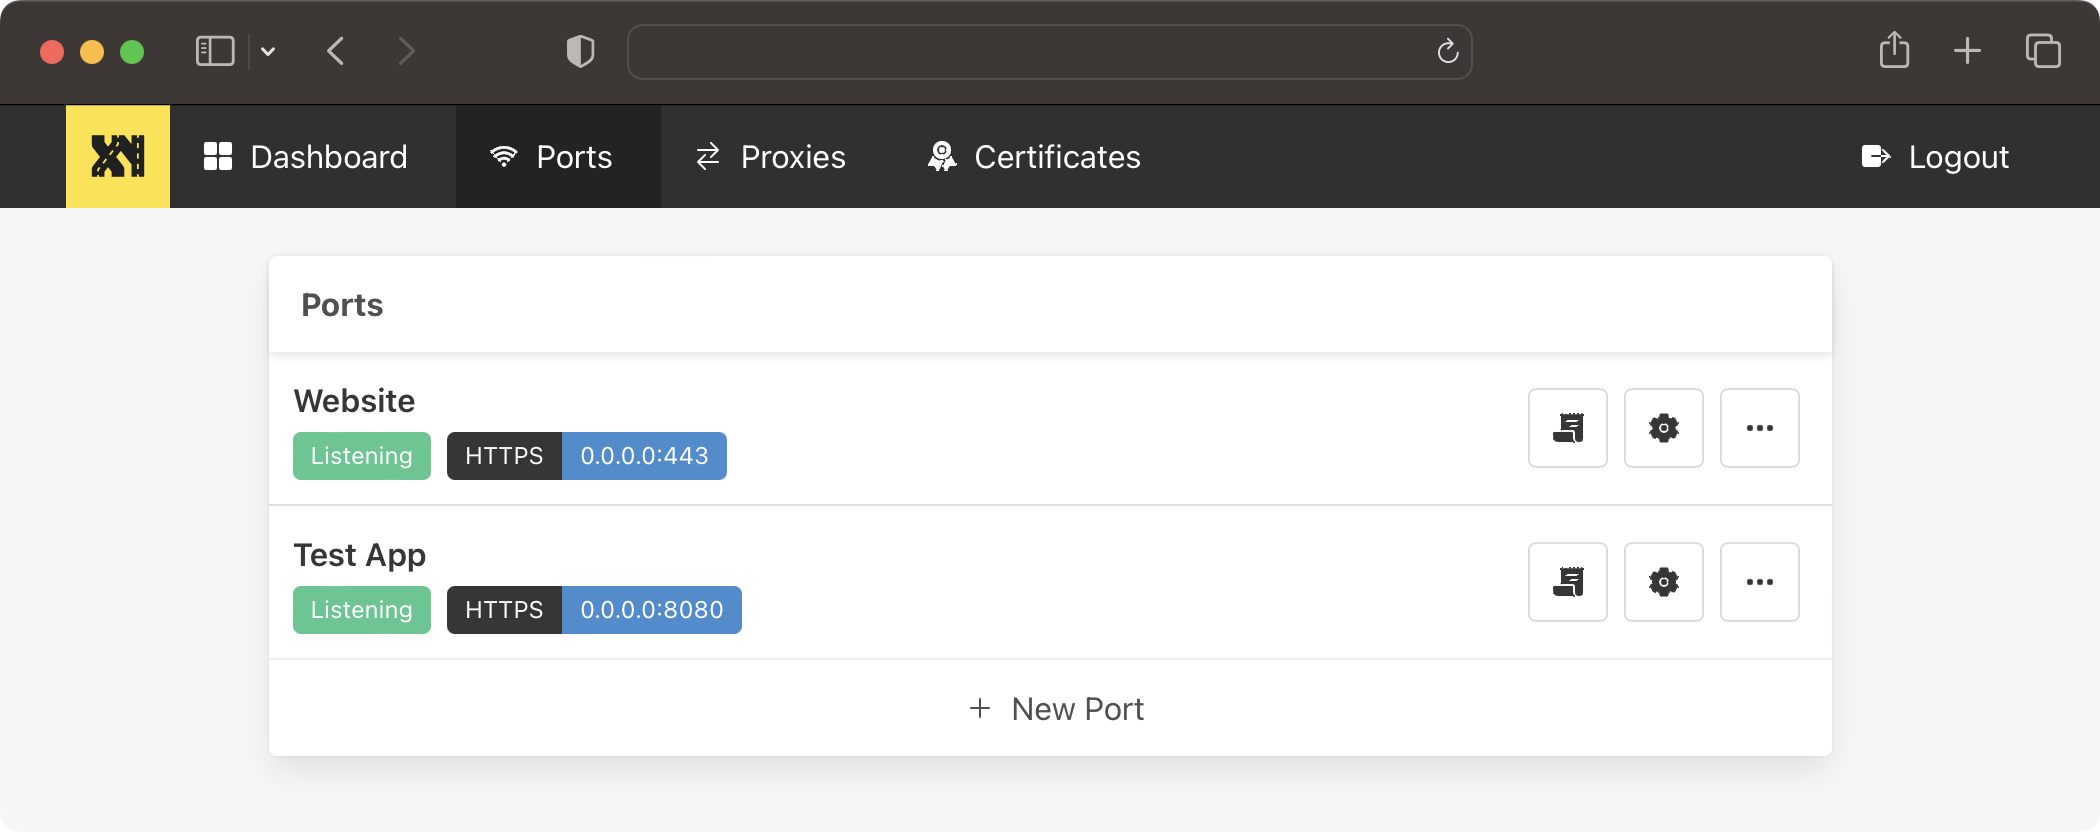 Dashboard Ports Proxies Certificates Logout
Ports
Website
Listening HTTPS 0.0.0.0:443
Test App
Listening HTTPS 0.0.0.0:8080
+ New Port